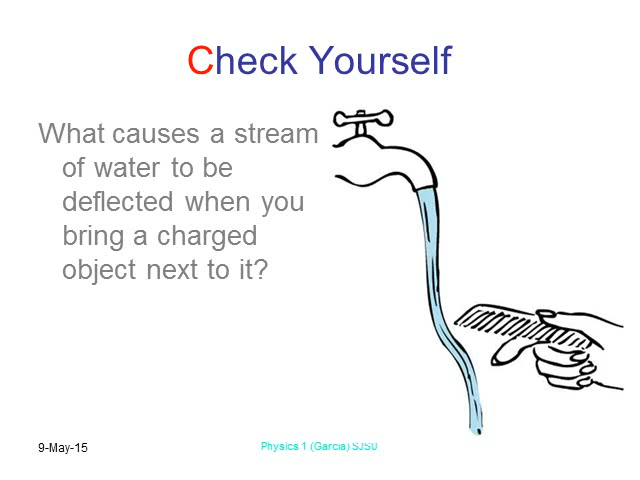 Check Yourself
What causes a stream
of water to be
deflected when you
bring a charged
object next to it?
9-May-15
Physics 1 (Garcia) SJSU